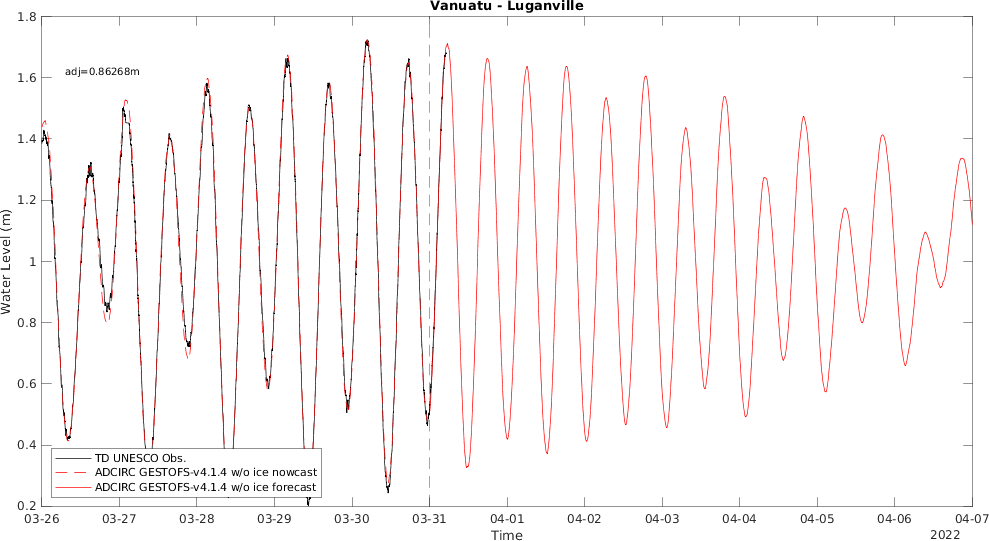 Vanuatu - Luganville
adj=0.86268m
Water Level (m)
1.8
1.6
1.4
1.2
1
0.8
0.6
0.4
0.2
TD UNESCO Obs.
ADCIRC GESTOFS-v4.1.4 w/o ice nowcast
ADCIRC GESTOFS-v4.1.4 w/o ice forecast
03-26 03-27 03-28 03-29 03-30 03-31 04-01 04-02 04-03 04-04 04-05 04-06 04-07
Time
2022